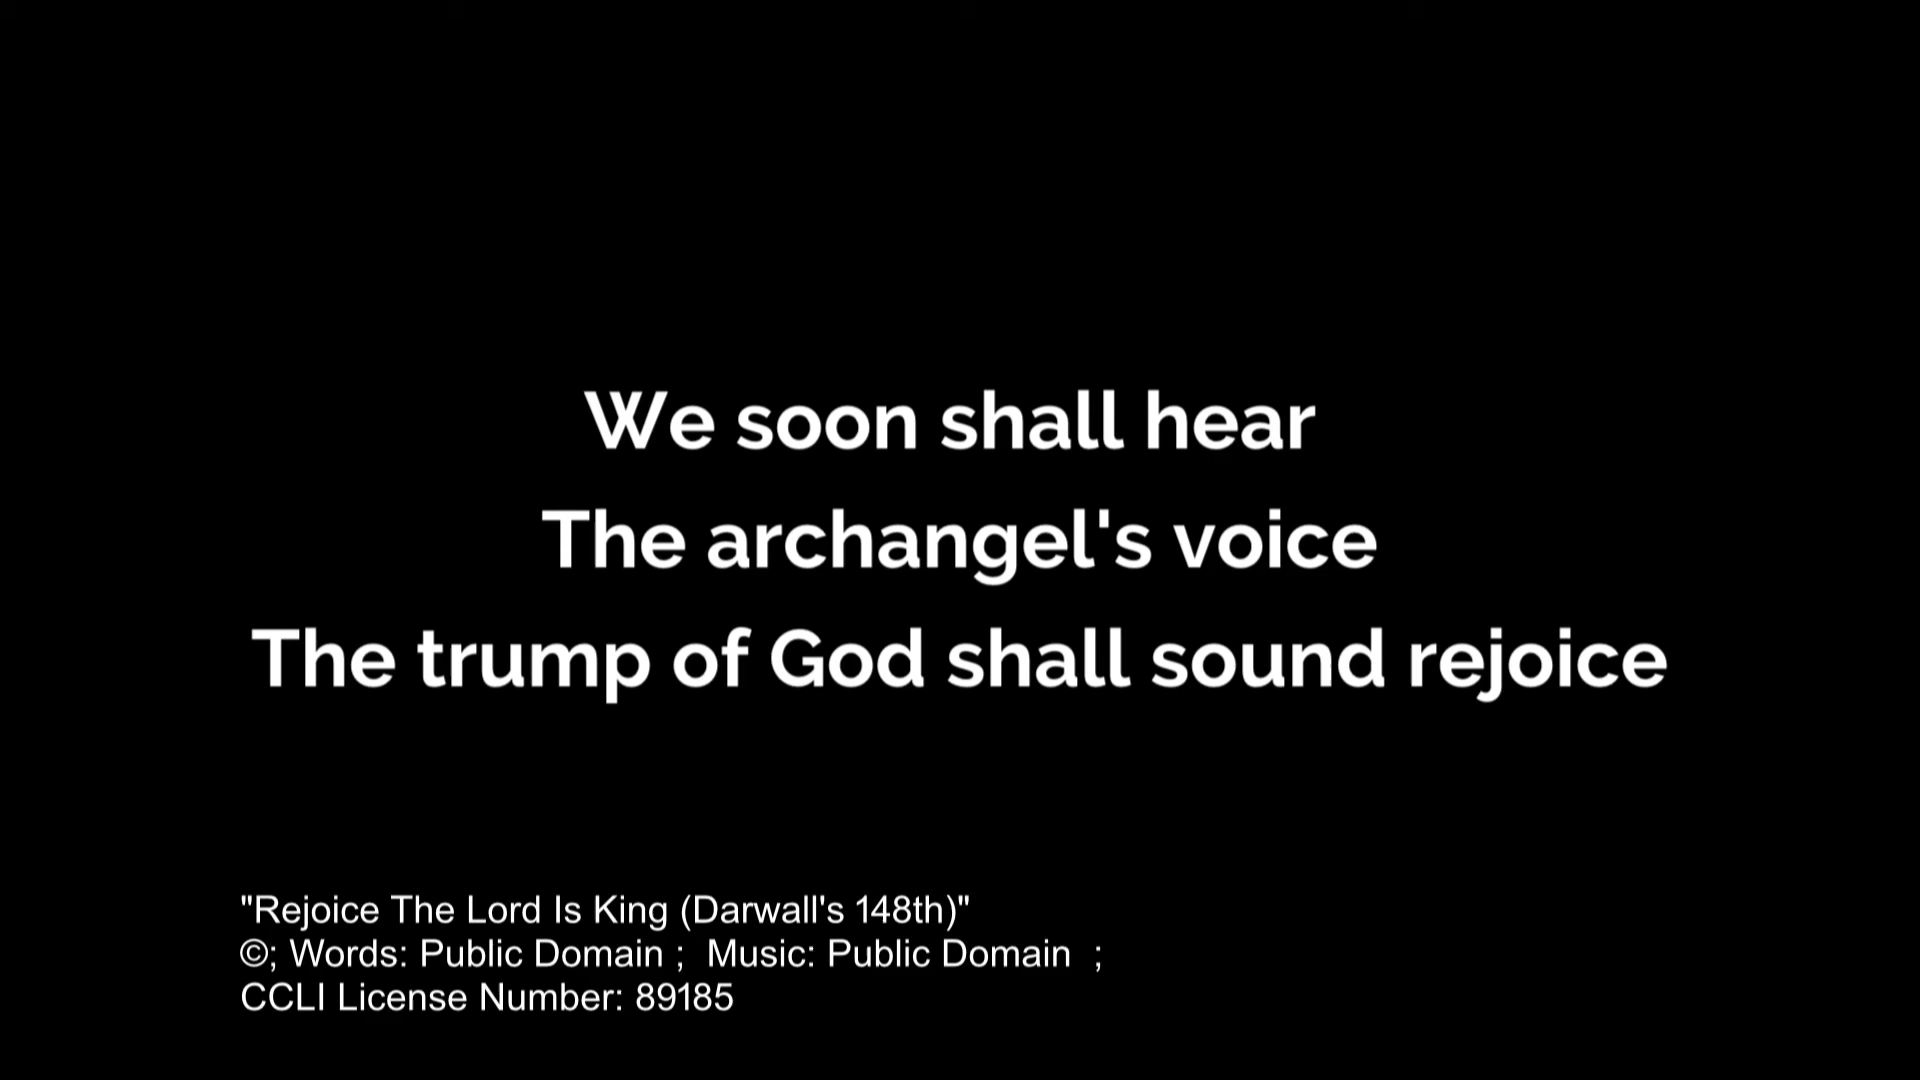 We soon shall hear
The archangel's voice
The trump of God shall sound rejoice
"Rejoice The Lord Is King (Darwall's 148th)"
©; Words: Public Domain ;  Music: Public Domain  ;
CCLI License Number: 89185